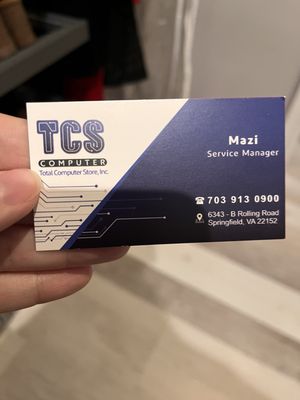 TCS
COMPUTER
Total Computer Store, Inc.
Mazi
Service Manager
703 913 0900
6343 - B Rolling Road
Springfield, VA 22152